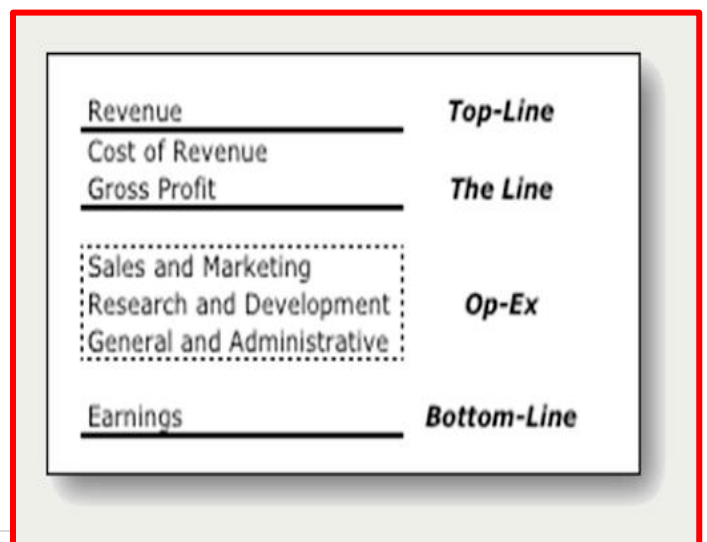 Revenue Top-Line
Cost of Revenue
Gross Profit The Line
Sales and Marketing
Research and Development Op-Ex
General and Administrative
Earnings Bottom-Line